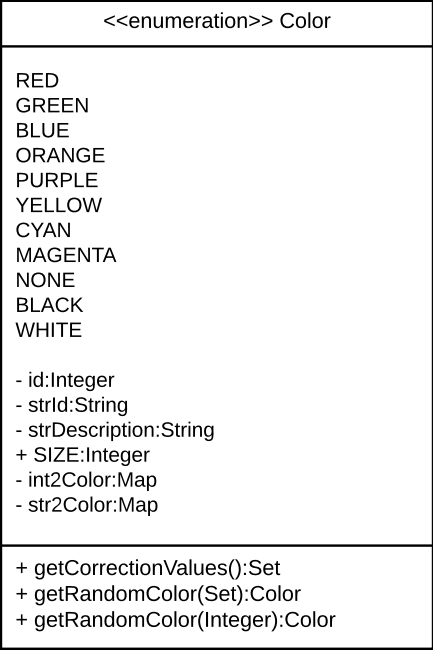 <<enumeration>> Color
RED
GREEN
BLUE
ORANGE
PURPLE
YELLOW
CYAN
MAGENTA
NONE
BLACK
WHITE
- id:Integer
- strId:String
- strDescription:String
+ SIZE:Integer
- int2Color:Map
- str2Color:Map
+ getCorrectionValues():Set
+ getRandomColor(Set):Color
+ getRandomColor(Integer):Color